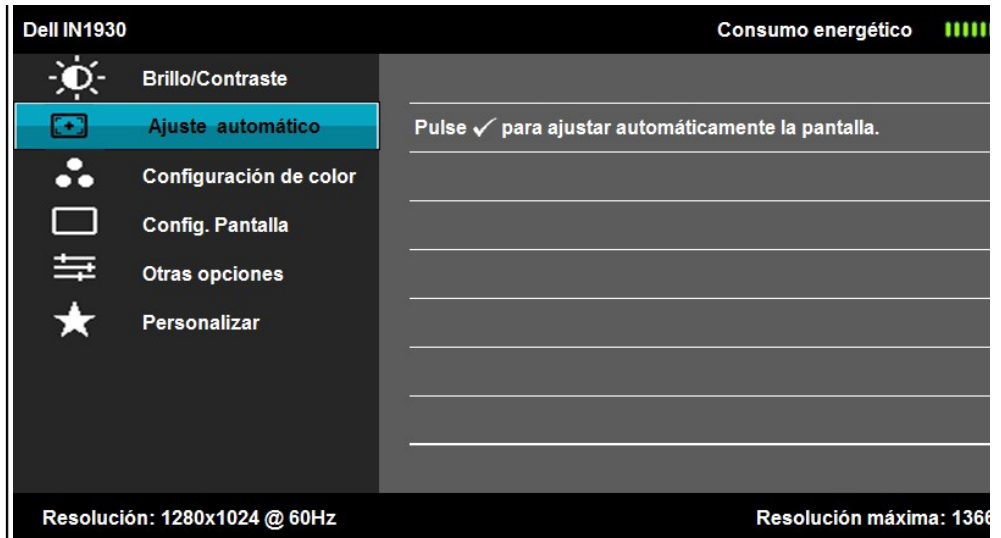 Dell IN1930 Consumo energético
Brillo/Contraste
Ajuste automático Pulse ✓ para ajustar automáticamente la pantalla.
Configuración de color
Config. Pantalla
Otras opciones
Personalizar
Resolución: 1280x1024 @ 60Hz Resolución máxima: 1366